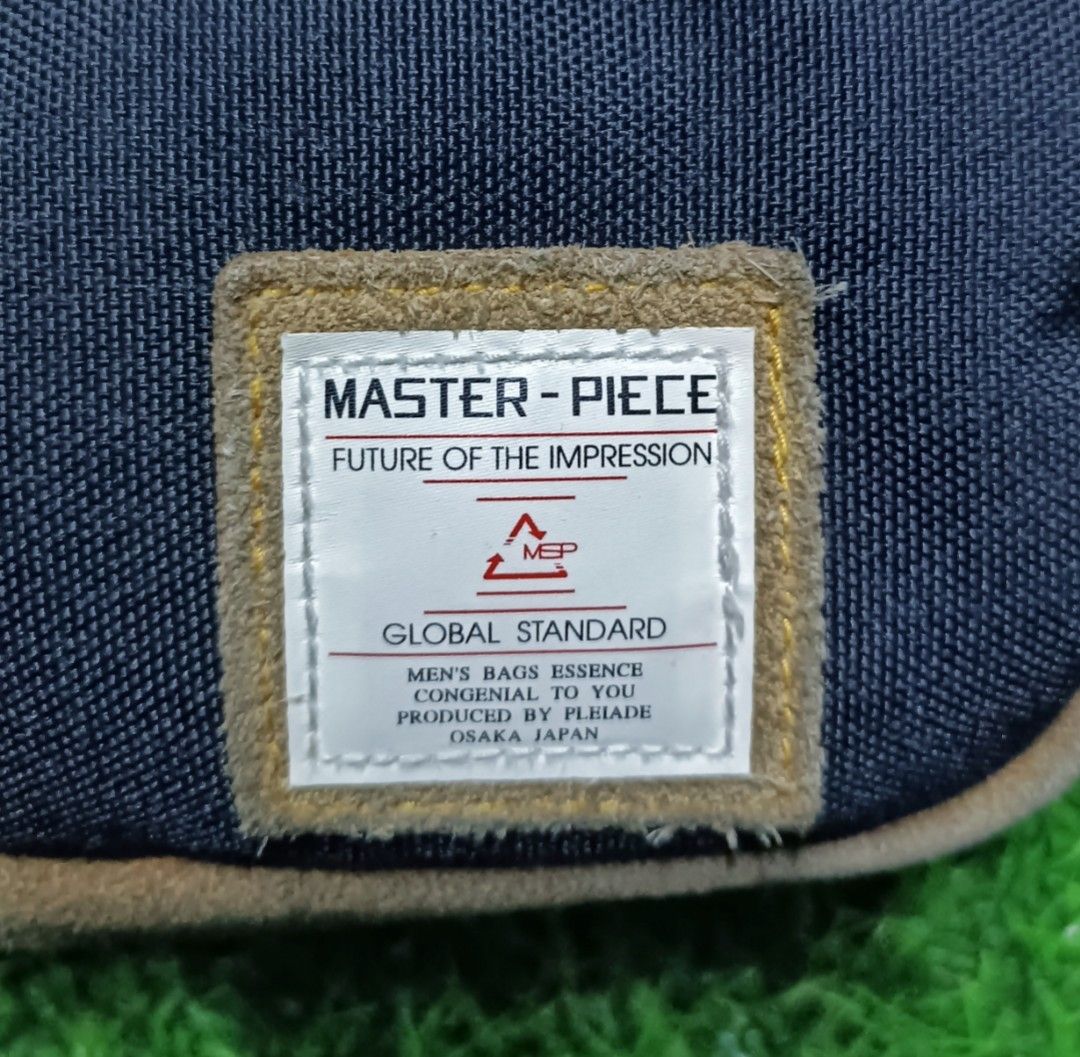 MASTER-PIECE
FUTURE OF THE IMPRESSION
MSP
GLOBAL STANDARD
MEN'S BAGS ESSENCE
CONGENIAL TO YOU
PRODUCED BY PLEIADE
OSAKA JAPAN